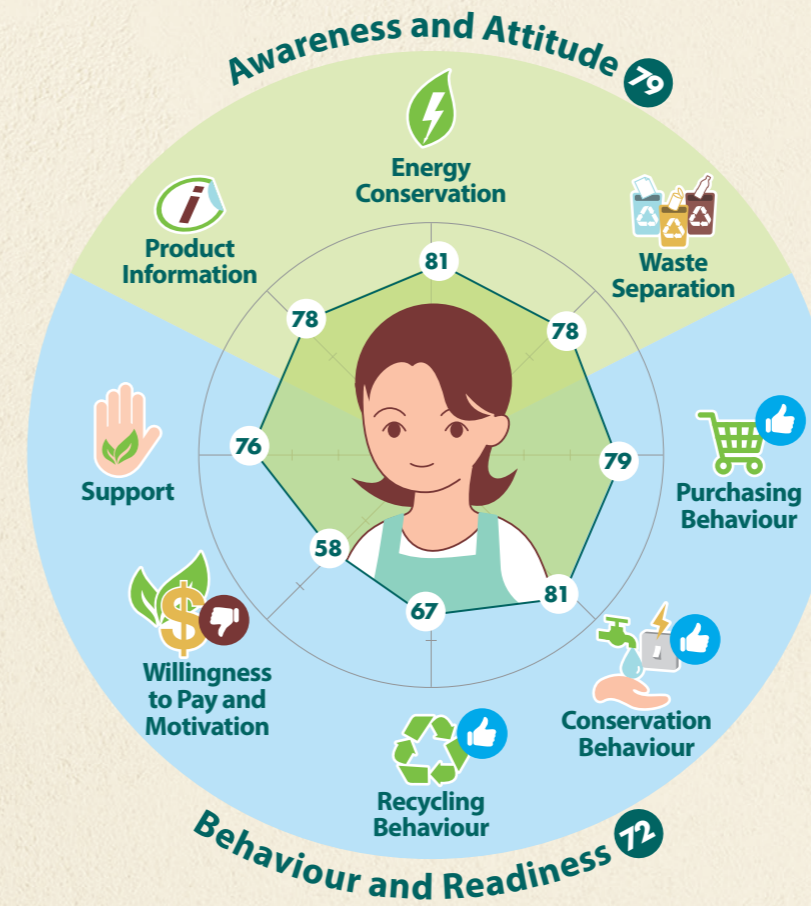 Awareness and Attitude 79
Energy
Conservation
Product
Information
Waste
Separation
81
78
78
76
79
Support
Purchasing
Behaviour
58
67
81
Willingness
to Pay and
Motivation
Conservation
Behaviour
Recycling
Behaviour
Behaviour and Readiness 72